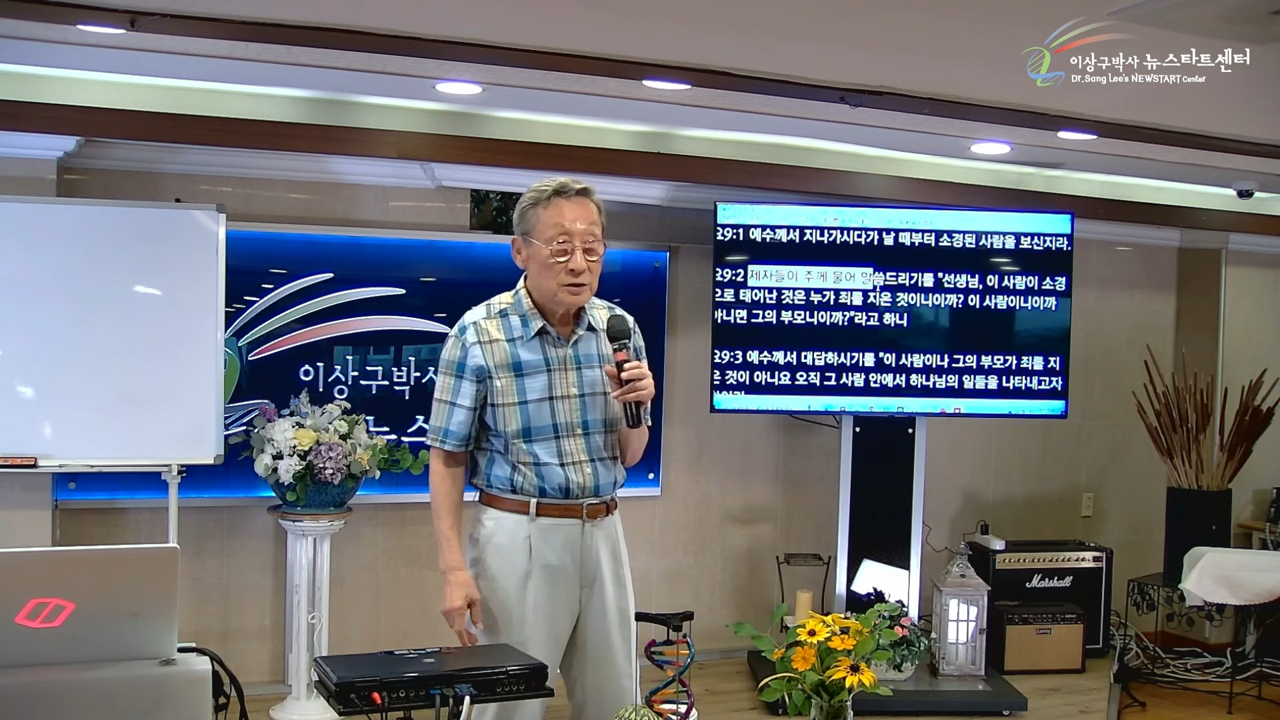 이상구박사 뉴스타트센터
Dr. Sang Lee's NEWSTART Center
이상구박사
뉴스
29:1 예수께서 지나가시다가 날 때부터 소경된 사람을 보신지라.
29:2 제자들이 주께 물어 말씀드리기를 "선생님, 이 사람이 소경
으로 태어난 것은 누가 죄를 지은 것이니이까? 이 사람이니이까
아니면 그의 부모니이까?"라고 하니
29:3 예수께서 대답하시기를 "이 사람이나 그의 부모가 죄를 지
은 것이 아니요 오직 그 사람 안에서 하나님의 일들을 나타내고자
Marshall
Laney